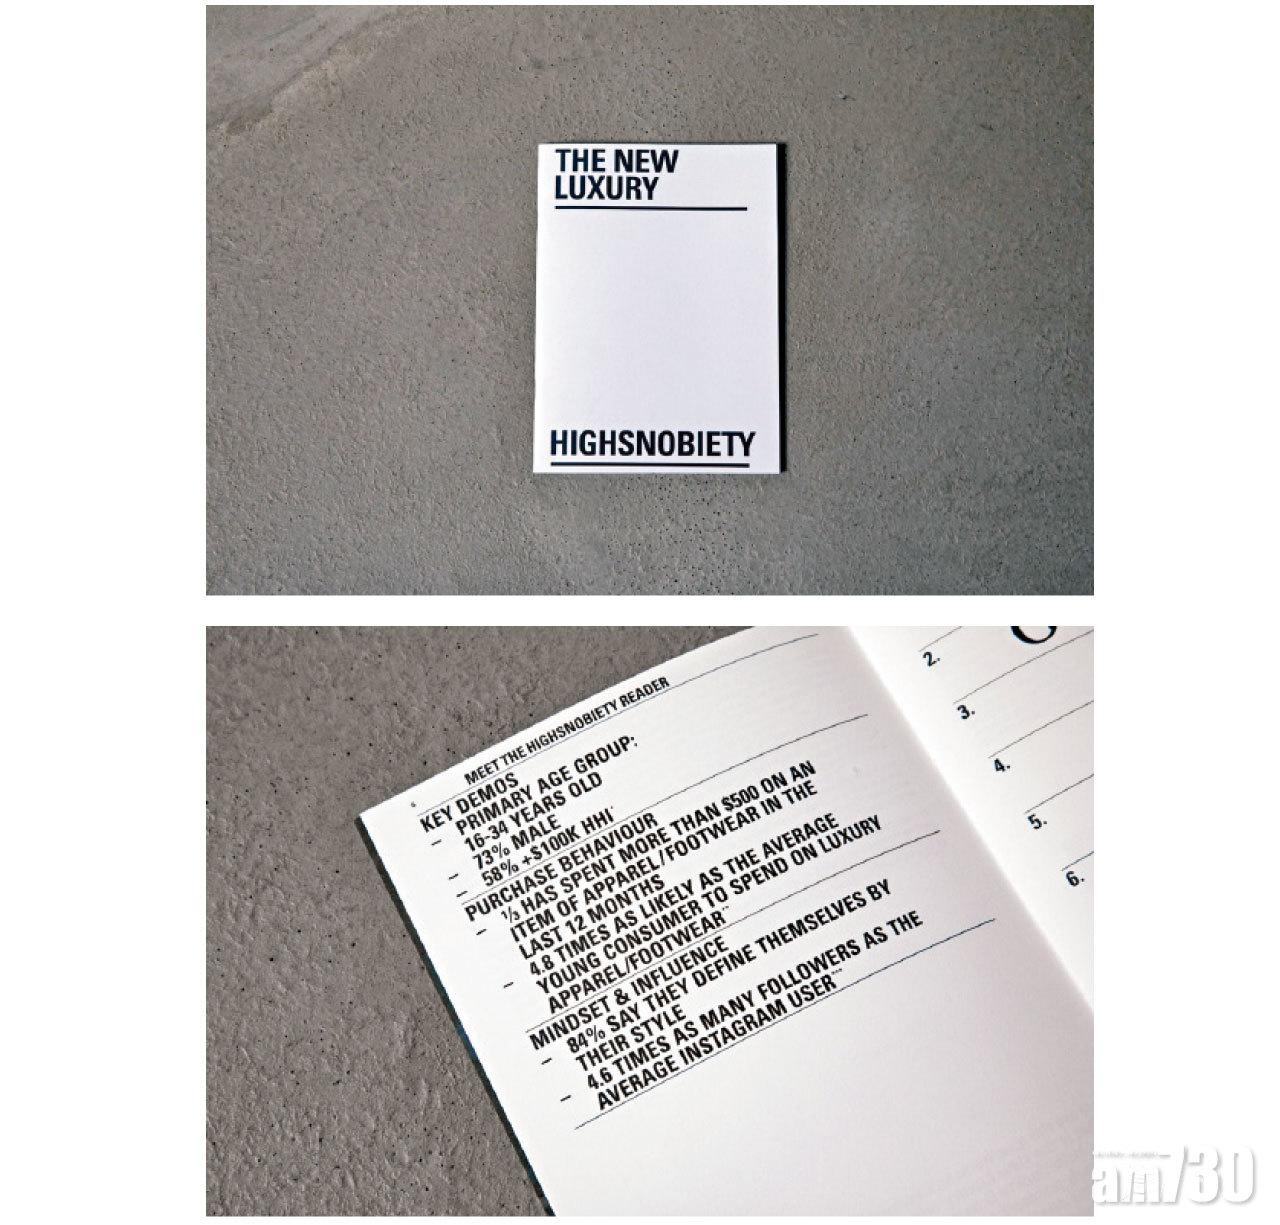 THE NEW
LUXURY
HIGHSNOBIETY
6
MEET THE HIGHSNOBIETY READER
KEY DEMOS
– PRIMARY AGE GROUP:
16-34 YEARS OLD
– 73% MALE
– 58% +$100K HHI*
PURCHASE BEHAVIOUR
– ⅓ HAS SPENT MORE THAN $500 ON AN
ITEM OF APPAREL/FOOTWEAR IN THE
LAST 12 MONTHS
– 4.8 TIMES AS LIKELY AS THE AVERAGE
YOUNG CONSUMER TO SPEND ON LUXURY
APPAREL/FOOTWEAR**
MINDSET & INFLUENCE
– 84% SAY THEY DEFINE THEMSELVES BY
THEIR STYLE
– 4.6 TIMES AS MANY FOLLOWERS AS THE
AVERAGE INSTAGRAM USER***
2.
3.
4.
5.
6.
am730